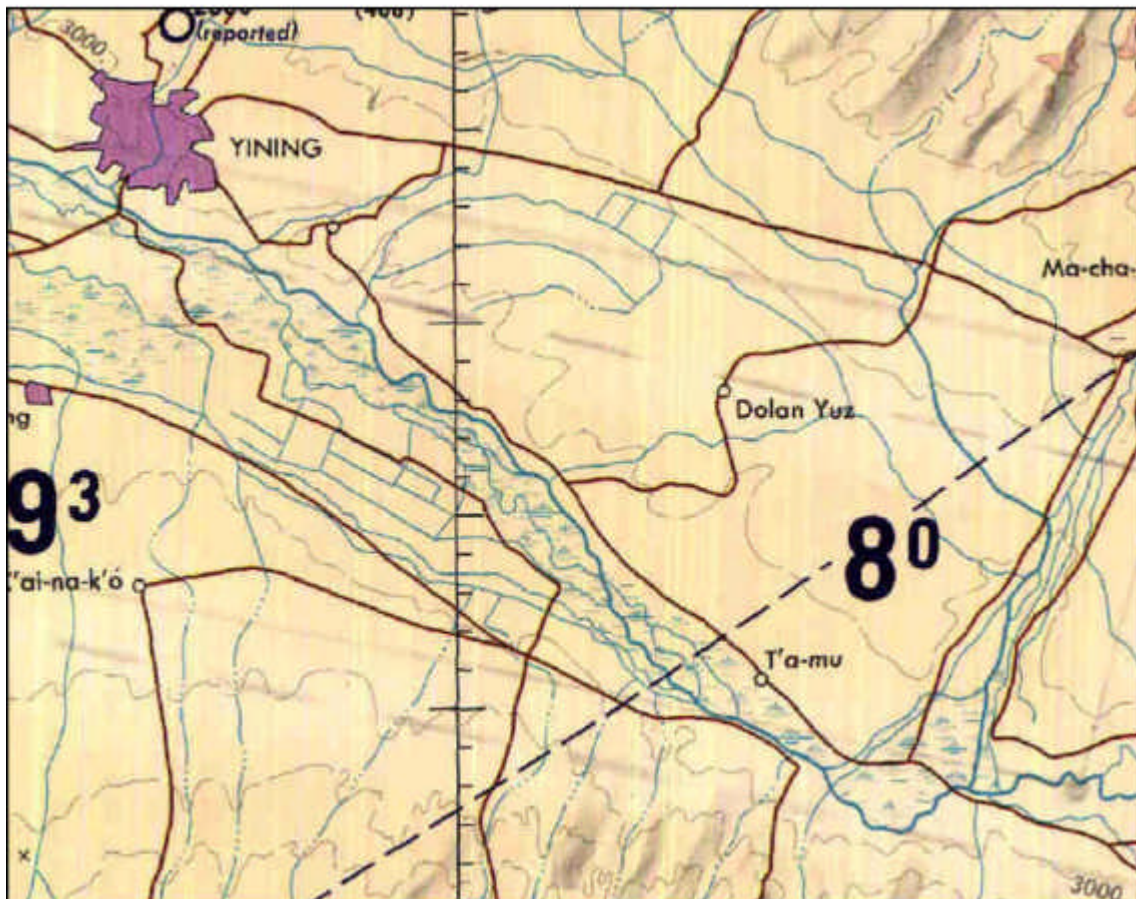 (reported)
3000
YINING
Ma-cha-
Dolan Yuz
ng
9³
8⁰
'ai-na-k'o
T'a-mu
3000